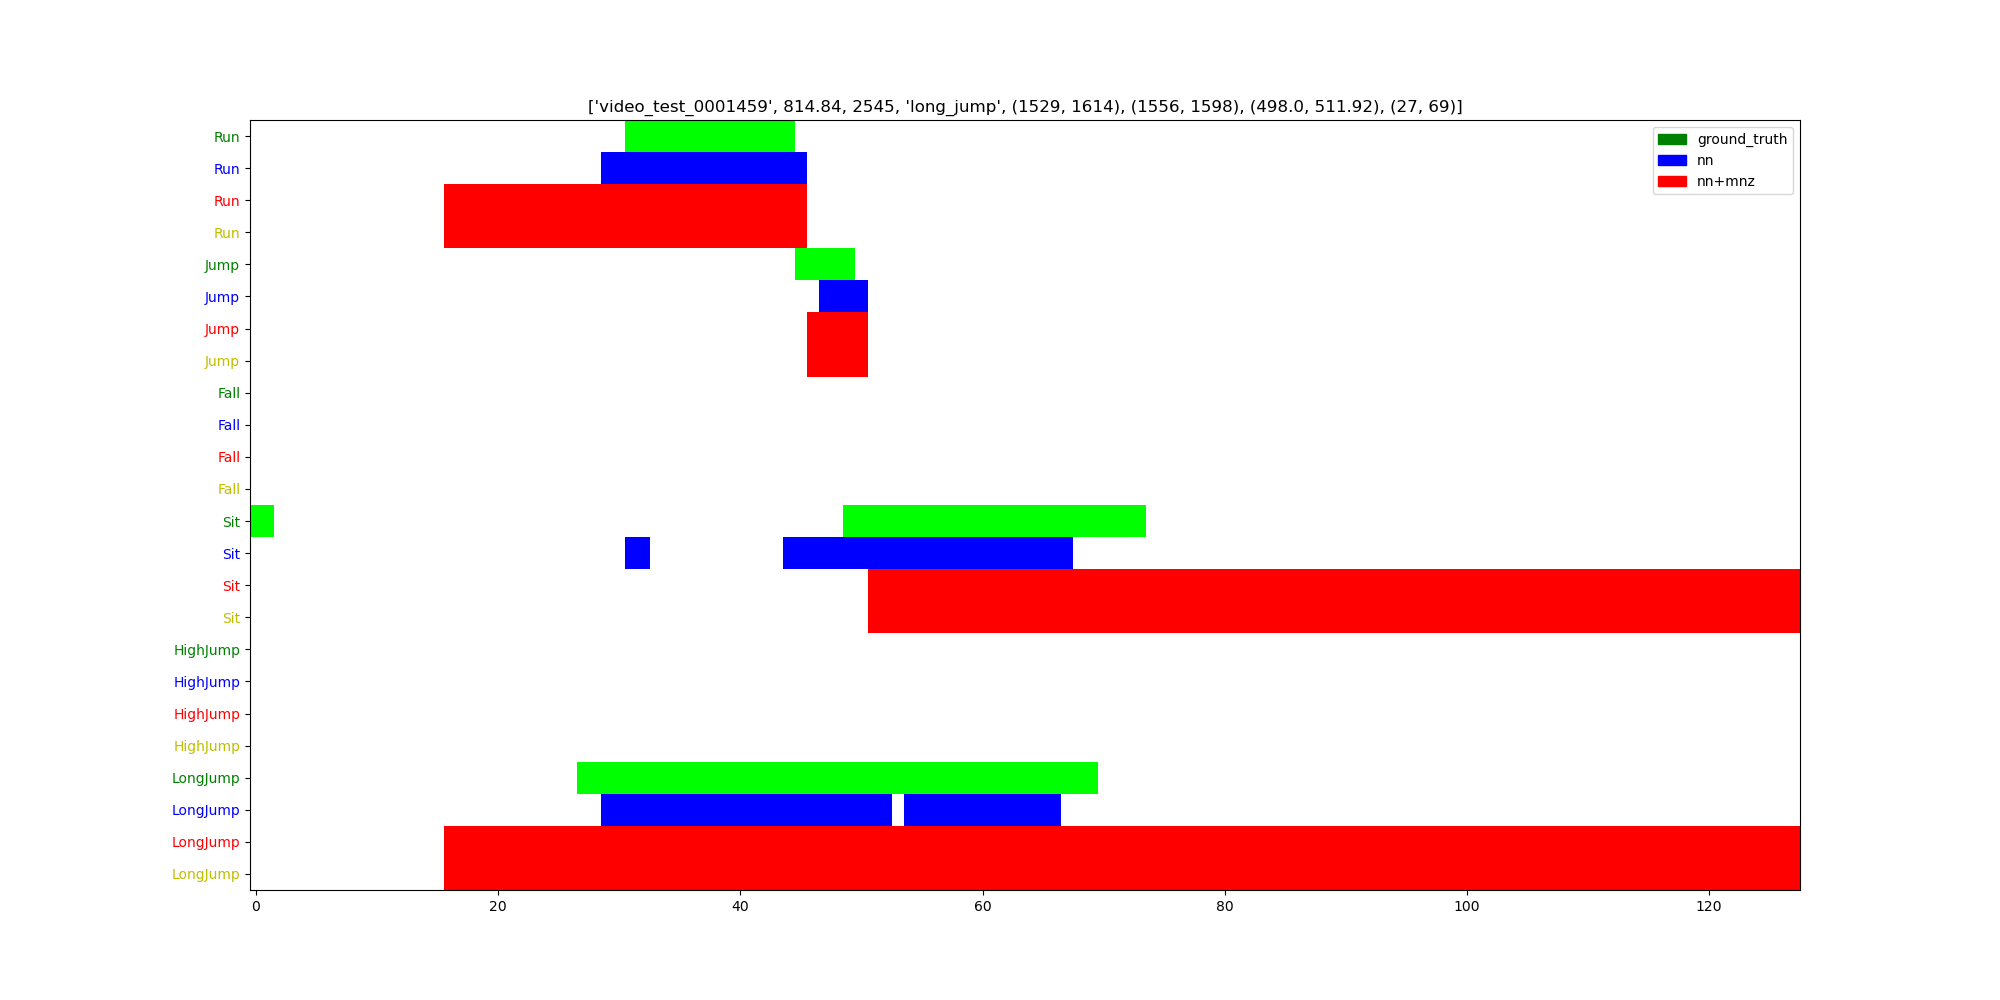 ['video_test_0001459', 814.84, 2545, 'long_jump', (1529, 1614), (1556, 1598), (498.0, 511.92), (27, 69)]
ground_truth
nn
nn+mnz
Run
Run
Run
Run
Jump
Jump
Jump
Jump
Fall
Fall
Fall
Fall
Sit
Sit
Sit
Sit
HighJump
HighJump
HighJump
HighJump
LongJump
LongJump
LongJump
LongJump
0 20 40 60 80 100 120